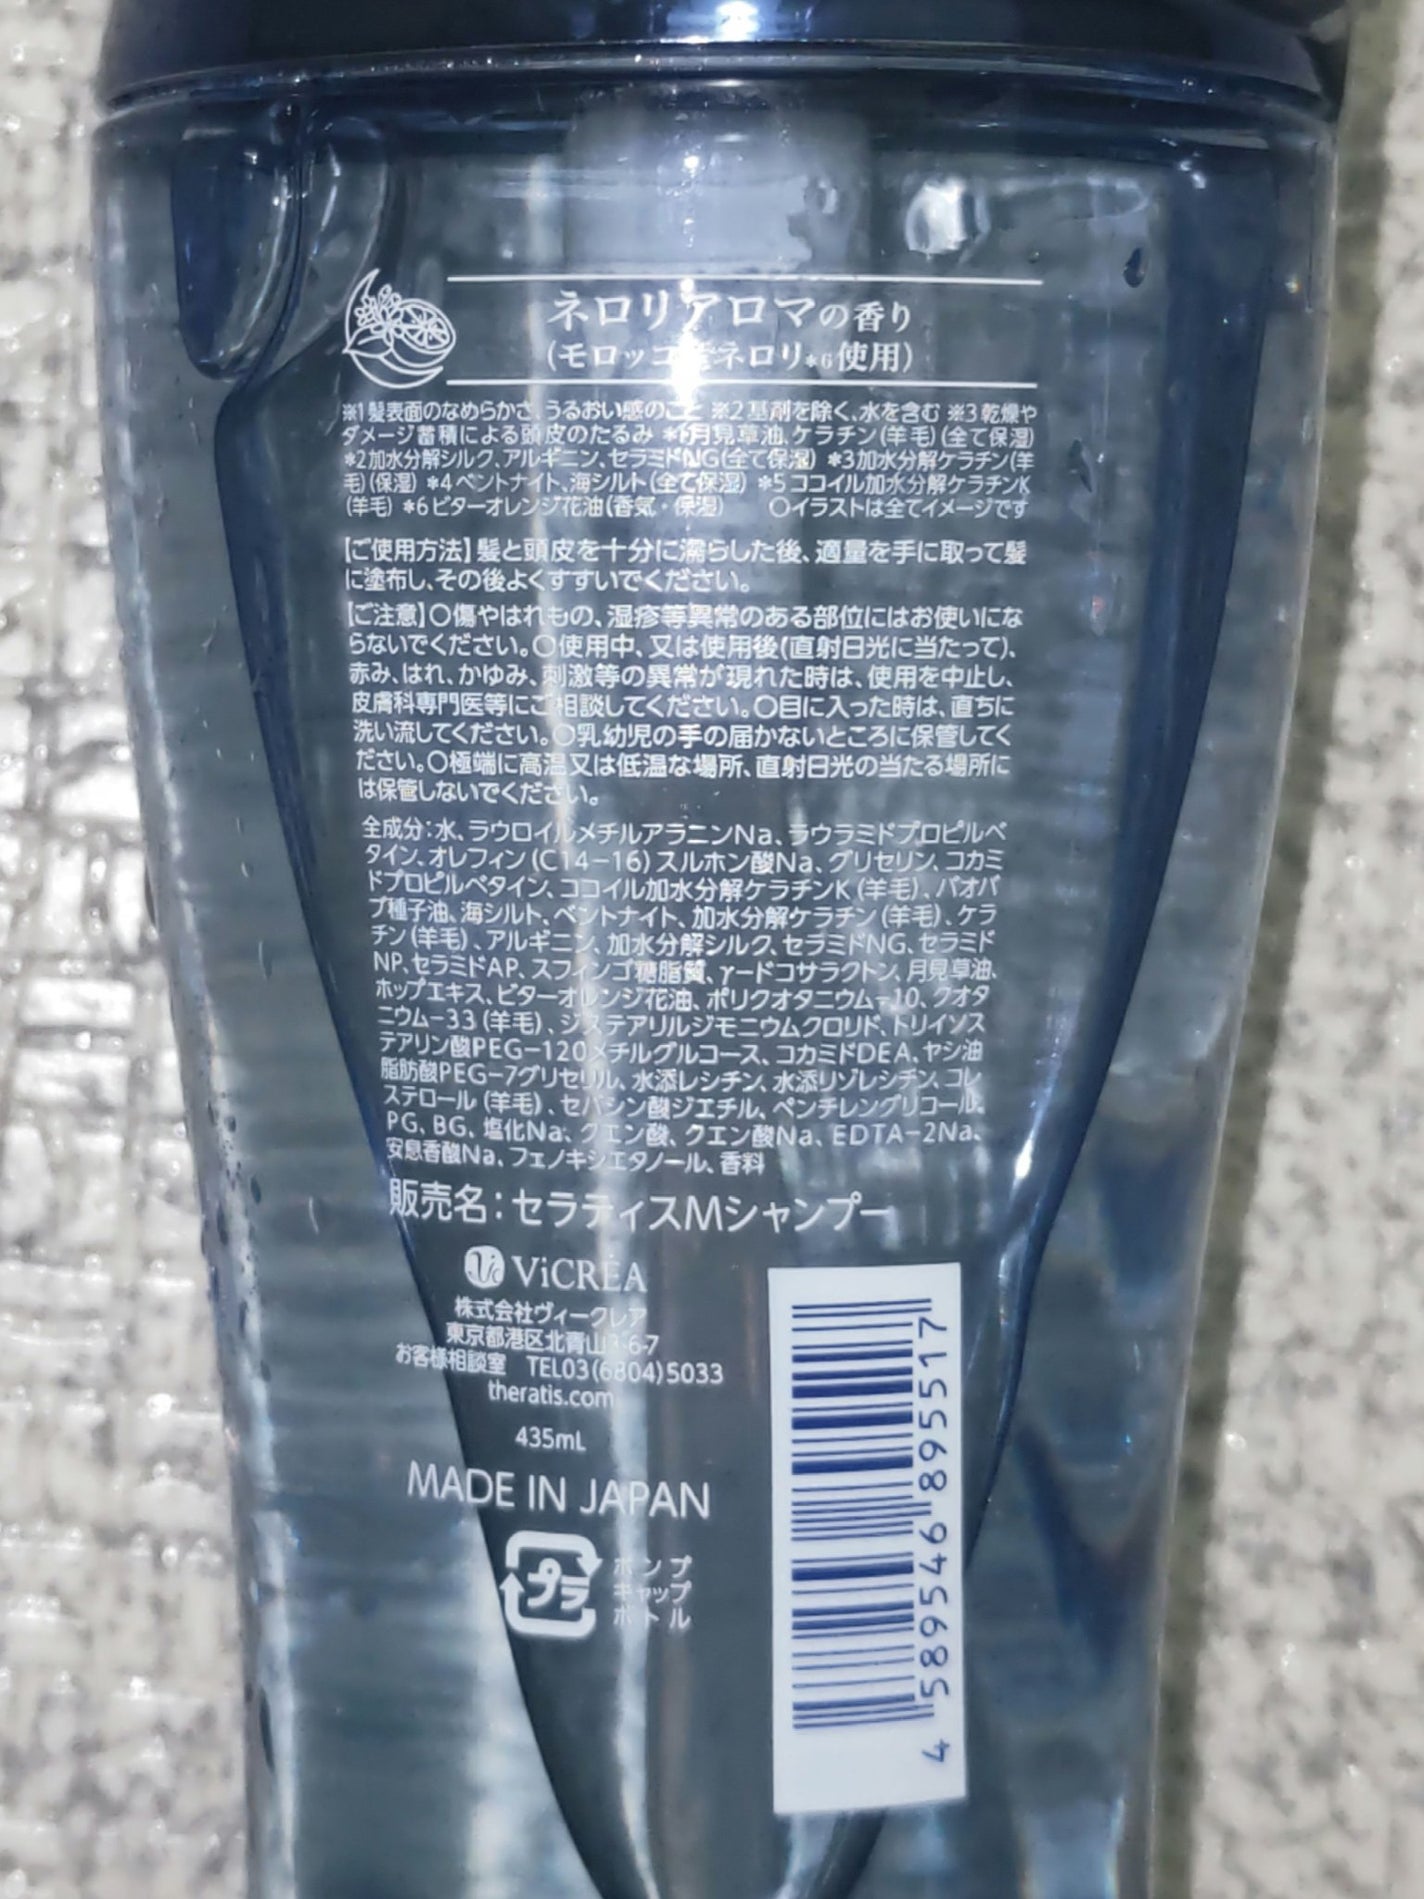 ネロリアロマの香り
(モロッコ産ネロリ*6使用)
※1髪表面のなめらかさ、うるおい感のこと ※2基剤を除く、水を含む ※3乾燥や
ダメージ蓄積による頭皮のたるみ *1月見草油、ケラチン(羊毛)(全て保湿)
*2加水分解シルク、アルギニン、セラミドNG(全て保湿) *3加水分解ケラチン(羊
毛)(保湿) *4ベントナイト、海シルト(全て保湿) *5ココイル加水分解ケラチンK
(羊毛) *6ビターオレンジ花油(香気・保湿) ○イラストは全てイメージです
【ご使用方法】髪と頭皮を十分に濡らした後、適量を手に取って髪
に塗布し、その後よくすすいでください。
【ご注意】○傷やはれもの、湿疹等異常のある部位にはお使いにな
らないでください。○使用中、又は使用後(直射日光に当たって)、
赤み、はれ、かゆみ、刺激等の異常が現れた時は、使用を中止し、
皮膚科専門医等にご相談してください。○目に入った時は、直ちに
洗い流してください。○乳幼児の手の届かないところに保管してく
ださい。○極端に高温又は低温な場所、直射日光の当たる場所に
は保管しないでください。
全成分:水、ラウロイルメチルアラニンNa、ラウラミドプロピルベ
タイン、オレフィン(C14-16)スルホン酸Na、グリセリン、コカミ
ドプロピルベタイン、ココイル加水分解ケラチンK(羊毛)、バオバ
ブ種子油、海シルト、ベントナイト、加水分解ケラチン(羊毛)、ケラ
チン(羊毛)、アルギニン、加水分解シルク、セラミドNG、セラミド
NP、セラミドAP、スフィンゴ糖脂質、γ-ドコサラクトン、月見草油、
ホップエキス、ビターオレンジ花油、ポリクオタニウム-10、クオタ
ニウム-33(羊毛)、ジステアリルジモニウムクロリド、トリイソス
テアリン酸PEG-120メチルグルコース、コカミドDEA、ヤシ油
脂肪酸PEG-7グリセリル、水添レシチン、水添リゾレシチン、コレ
ステロール(羊毛)、セバシン酸ジエチル、ペンチレングリコール、
PG、BG、塩化Na、クエン酸、クエン酸Na、EDTA-2Na、
安息香酸Na、フェノキシエタノール、香料
販売名:セラティスMシャンプー
Vic ViCREA
株式会社ヴィークレア
東京都港区北青山 -6-7
お客様相談室 TEL03(6804)5033
theratis.com
435mL
MADE IN JAPAN
プラ
ポンプ
キャップ
ボトル
4 589546 895517